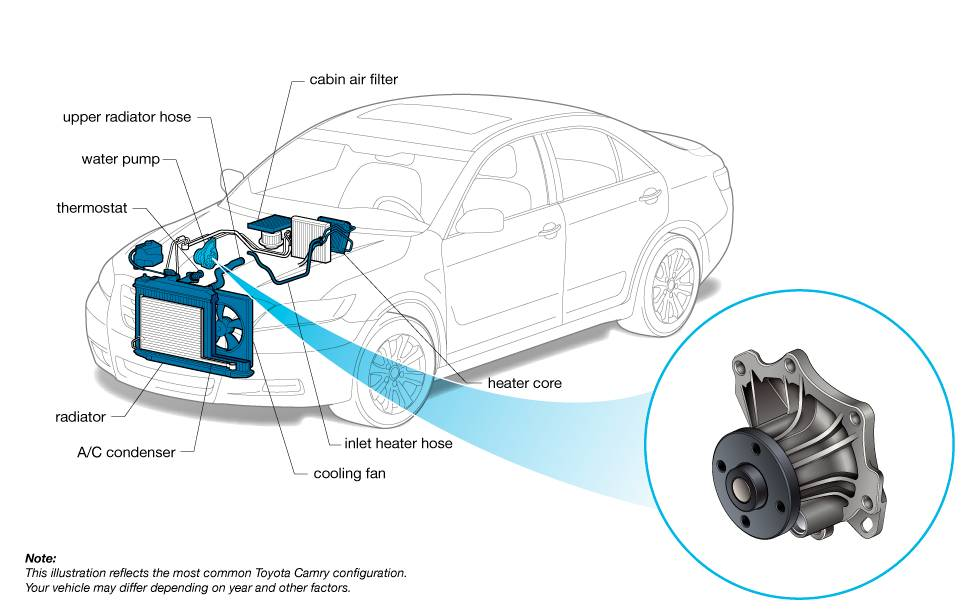 cabin air filter
upper radiator hose
water pump
thermostat
heater core
radiator
inlet heater hose
A/C condenser
cooling fan
Note:
This illustration reflects the most common Toyota Camry configuration.
Your vehicle may differ depending on year and other factors.